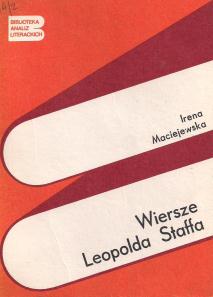 BIBLIOTEKA
ANALIZ
LITERACKICH
Irena
Maciejewska
Wiersze
Leopolda Staffa